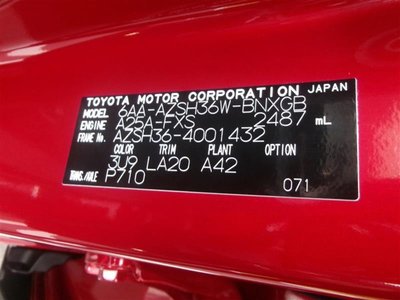 TOYOTA MOTOR CORPORATION JAPAN
MODEL 6AA-AZSH36W-BNXGB
ENGINE A25A-FXS 2487 mL
FRAME No. AZSH36-4001432
COLOR TRIM PLANT OPTION
3U9 LA20 A42
TRANS./AXLE P710
071